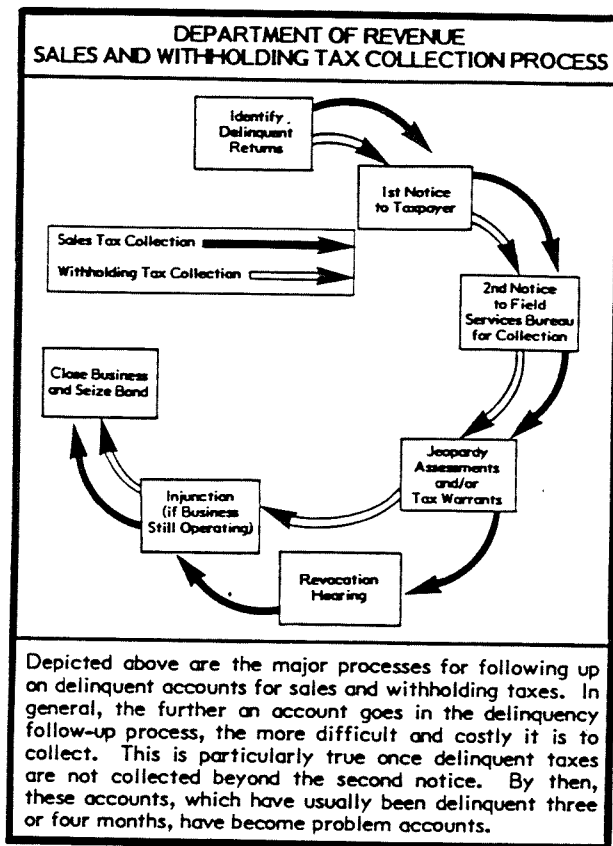 DEPARTMENT OF REVENUE
SALES AND WITHHOLDING TAX COLLECTION PROCESS
Identify
Delinquent
Returns
1st Notice
to Taxpayer
Sales Tax Collection
Withholding Tax Collection
2nd Notice
to Field
Services Bureau
for Collection
Close Business
and Seize Bond
Jeopardy
Assessments
and/or
Tax Warrants
Injunction
(if Business
Still Operating)
Revocation
Hearing
Depicted above are the major processes for following up
on delinquent accounts for sales and withholding taxes. In
general, the further an account goes in the delinquency
follow-up process, the more difficult and costly it is to
collect. This is particularly true once delinquent taxes
are not collected beyond the second notice. By then,
these accounts, which have usually been delinquent three
or four months, have become problem accounts.